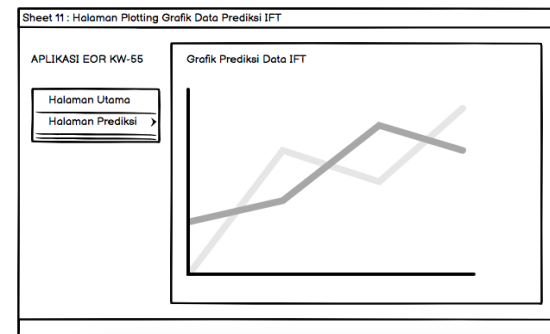 Sheet 11 : Halaman Plotting Grafik Data Prediksi IFT
APLIKASI EOR KW-55
Grafik Prediksi Data IFT
Halaman Utama
Halaman Prediksi